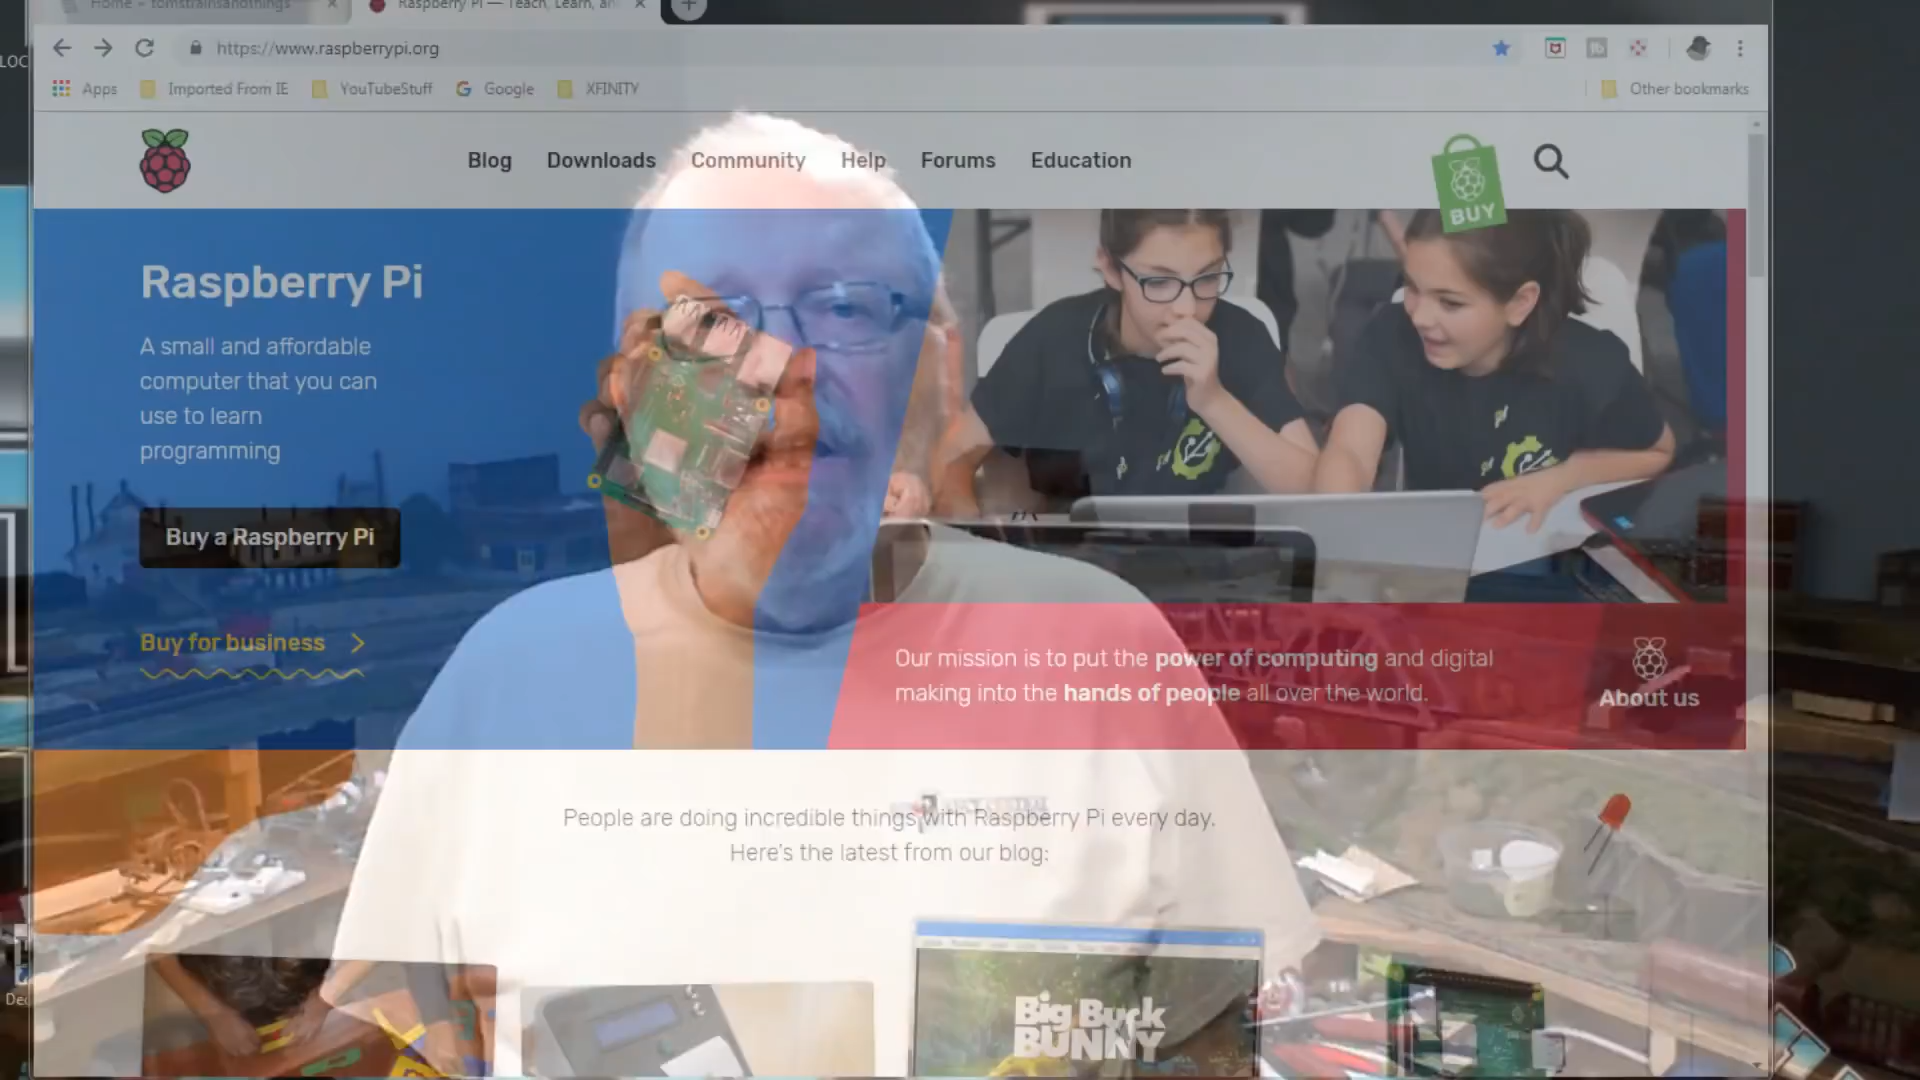 Home – tomstrainsandthings
Raspberry Pi — Teach, Learn, an
https://www.raspberrypi.org
Apps
Imported From IE
YouTubeStuff
Google
XFINITY
Other bookmarks
Blog
Downloads
Community
Help
Forums
Education
BUY
Raspberry Pi
A small and affordable
computer that you can
use to learn
programming
Buy a Raspberry Pi
Buy for business
Our mission is to put the power of computing and digital
making into the hands of people all over the world.
About us
People are doing incredible things with Raspberry Pi every day.
Here's the latest from our blog:
Big Buck
BUNNY